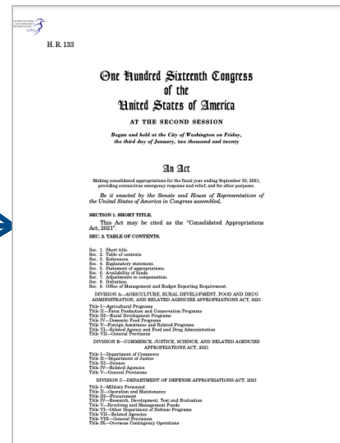 H. R. 133
One Hundred Sixteenth Congress
of the
United States of America
AT THE SECOND SESSION
Begun and held at the City of Washington on Friday,
the third day of January, two thousand and twenty
An Act
Making consolidated appropriations for the fiscal year ending September 30, 2021,
providing coronavirus emergency response and relief, and for other purposes.
Be it enacted by the Senate and House of Representatives of
the United States of America in Congress assembled,
SECTION 1. SHORT TITLE.
This Act may be cited as the “Consolidated Appropriations
Act, 2021”.
SEC. 2. TABLE OF CONTENTS.
Sec. 1. Short title.
Sec. 2. Table of contents.
Sec. 3. References.
Sec. 4. Explanatory statement.
Sec. 5. Statement of appropriations.
Sec. 6. Availability of funds.
Sec. 7. Adjustments to compensation.
Sec. 8. Definition.
Sec. 9. Office of Management and Budget Reporting Requirement.
DIVISION A—AGRICULTURE, RURAL DEVELOPMENT, FOOD AND DRUG
ADMINISTRATION, AND RELATED AGENCIES APPROPRIATIONS ACT, 2021
Title I—Agricultural Programs
Title II—Farm Production and Conservation Programs
Title III—Rural Development Programs
Title IV—Domestic Food Programs
Title V—Foreign Assistance and Related Programs
Title VI—Related Agency and Food and Drug Administration
Title VII—General Provisions
DIVISION B—COMMERCE, JUSTICE, SCIENCE, AND RELATED AGENCIES
APPROPRIATIONS ACT, 2021
Title I—Department of Commerce
Title II—Department of Justice
Title III—Science
Title IV—Related Agencies
Title V—General Provisions
DIVISION C—DEPARTMENT OF DEFENSE APPROPRIATIONS ACT, 2021
Title I—Military Personnel
Title II—Operation and Maintenance
Title III—Procurement
Title IV—Research, Development, Test and Evaluation
Title V—Revolving and Management Funds
Title VI—Other Department of Defense Programs
Title VII—Related Agencies
Title VIII—General Provisions
Title IX—Overseas Contingency Operations